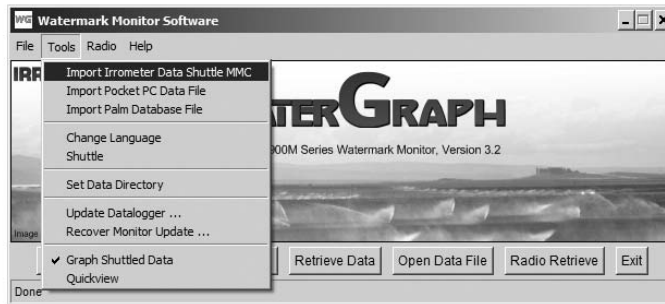 WG Watermark Monitor Software
File Tools Radio Help
Import Irrometer Data Shuttle MMC
Import Pocket PC Data File
Import Palm Database File
Change Language
Shuttle
Set Data Directory
Update Datalogger ...
Recover Monitor Update ...
Graph Shuttled Data
Quickview
IRR
TERGRAPH
900M Series Watermark Monitor, Version 3.2
Image
Retrieve Data Open Data File Radio Retrieve Exit
Done